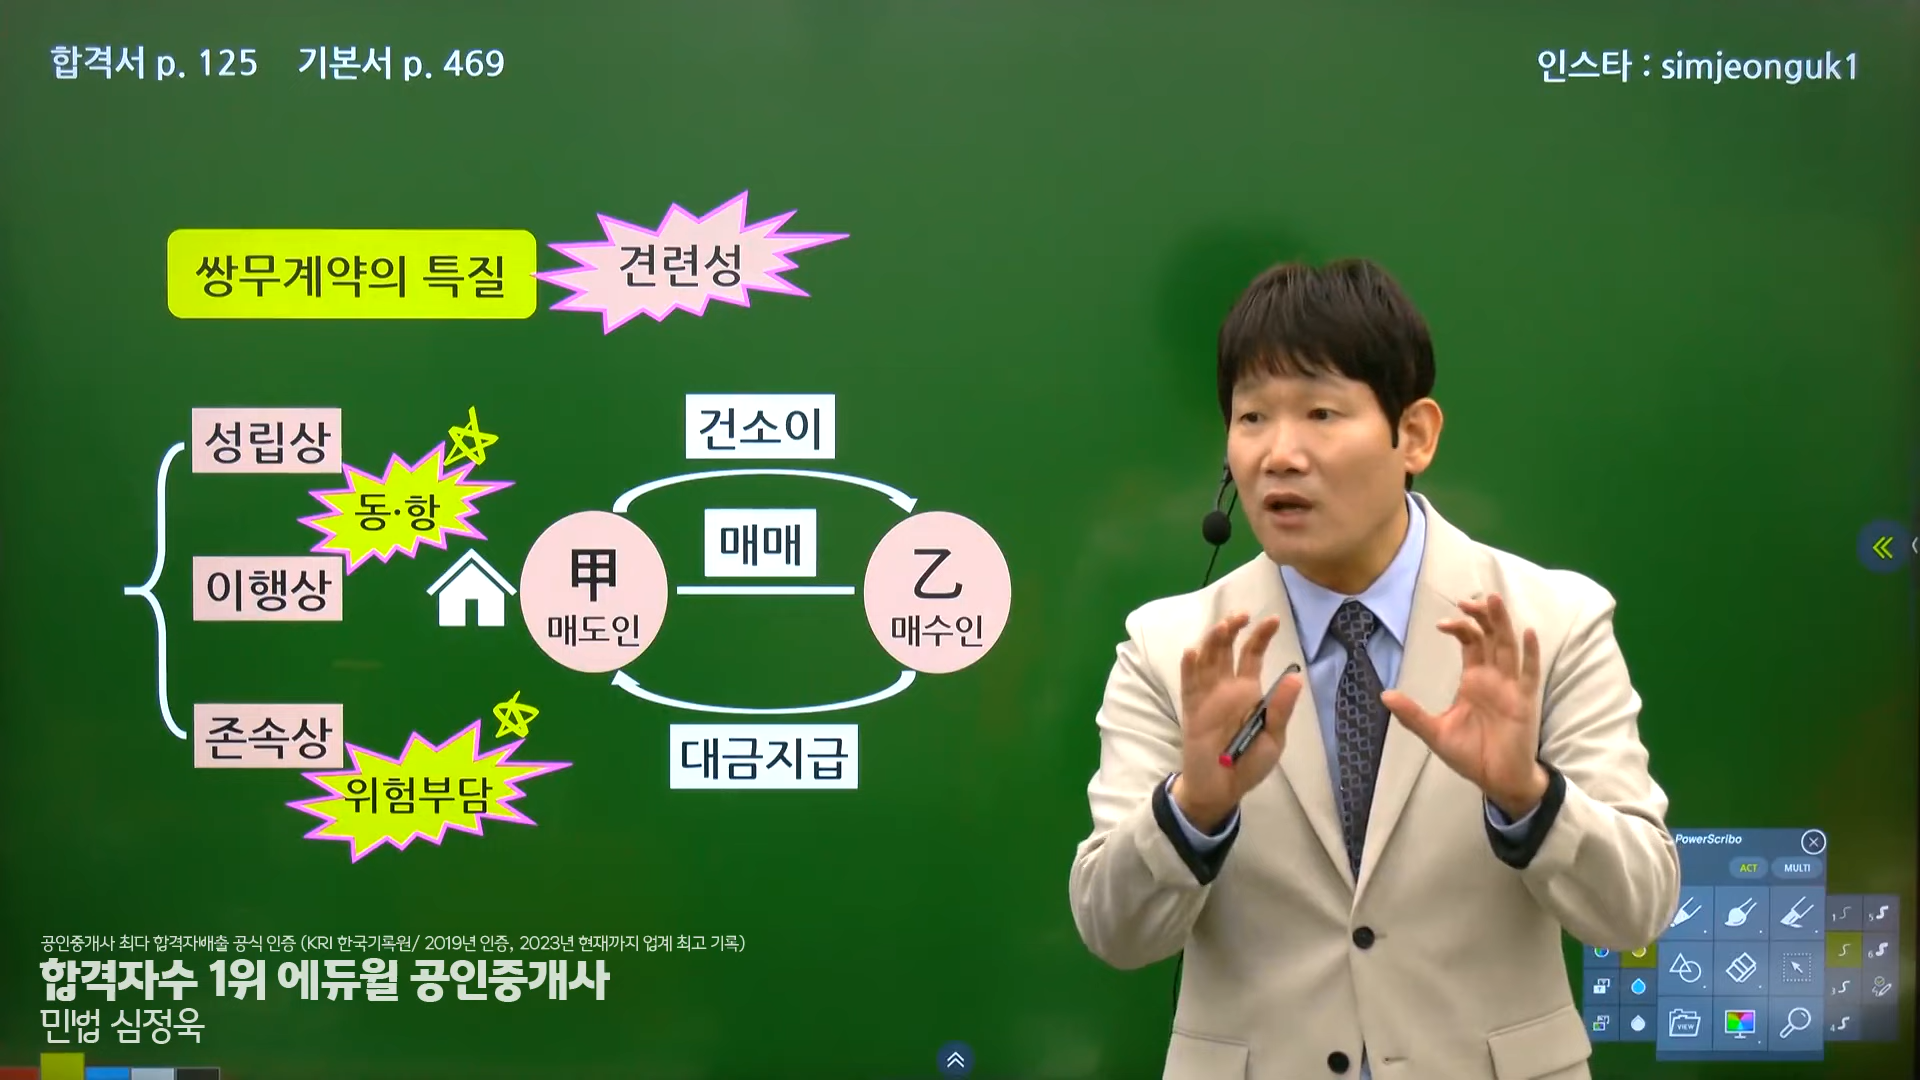 합격서 p. 125 기본서 p. 469
인스타 : simjeonguk1
쌍무계약의 특질
견련성
성립상
동·항
이행상
존속상
위험부담
건소이
매매
甲
매도인
乙
매수인
대금지급
공인중개사 최다 합격자배출 공식 인증 (KRI 한국기록원/ 2019년 인증, 2023년 현재까지 업계 최고 기록)
합격자수 1위 에듀윌 공인중개사
민법 심정욱
PowerScribo
ACT
MULTI
VIEW
1
5
6
3
4